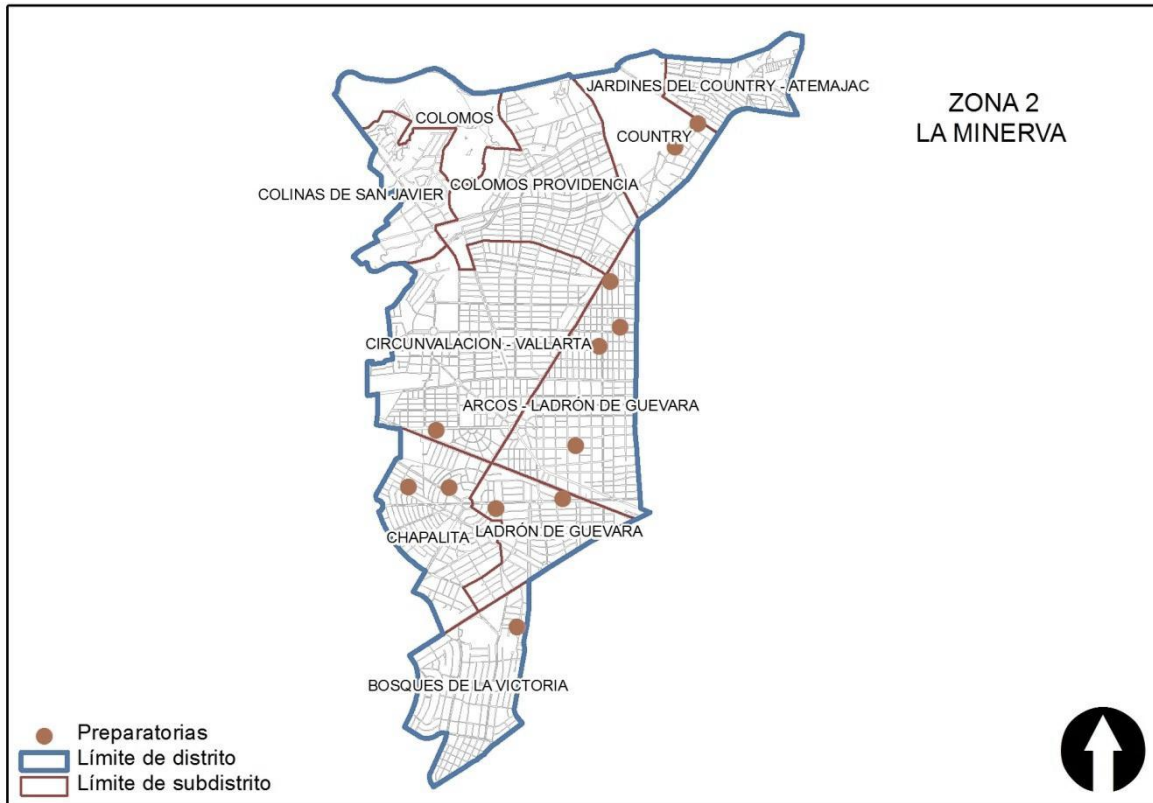 JARDINES DEL COUNTRY - ATEMAJAC
ZONA 2
LA MINERVA
COLOMOS
COUNTRY
COLINAS DE SAN JAVIER
COLOMOS PROVIDENCIA
CIRCUNVALACION - VALLARTA
ARCOS - LADRÓN DE GUEVARA
CHAPALITA
LADRÓN DE GUEVARA
BOSQUES DE LA VICTORIA
Preparatorias
Límite de distrito
Límite de subdistrito